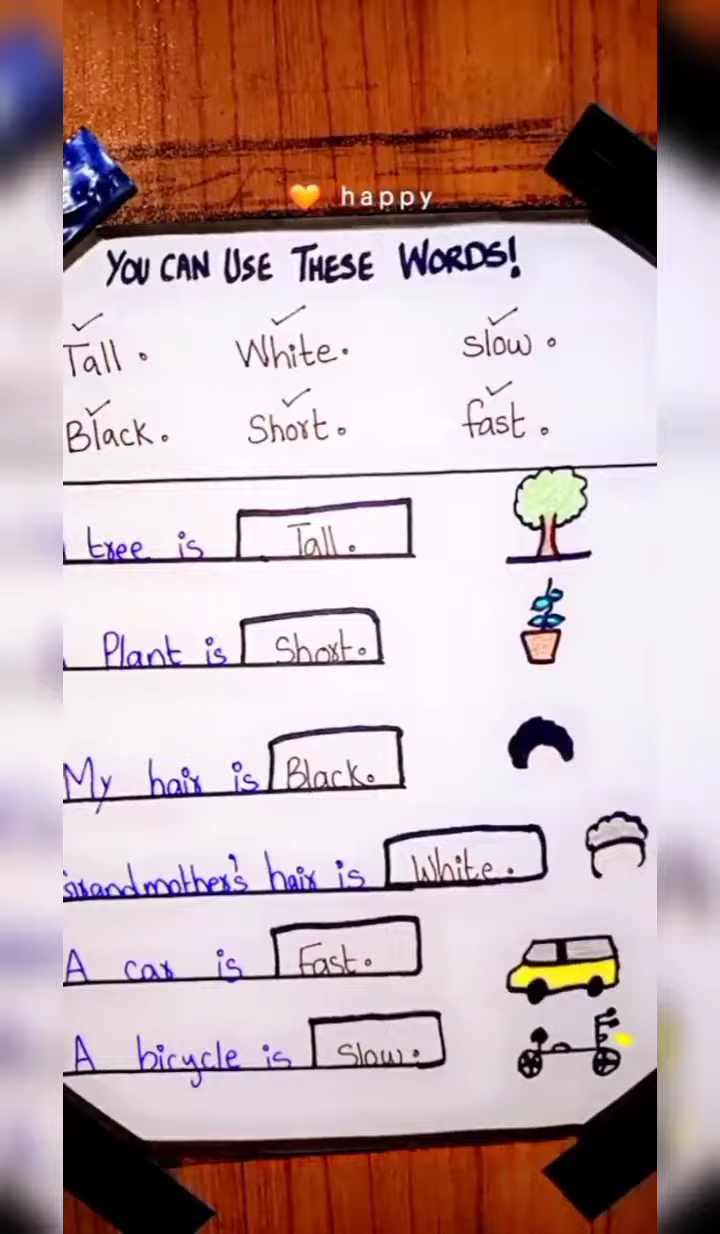 🧡 happy
YOU CAN USE THESE WORDS!
Tall. White. slow.
Black. Short. fast.
tree is Tall.
Plant is Short.
My hair is Black.
Grandmother's hair is White.
A car is Fast.
A bicycle is Slow.